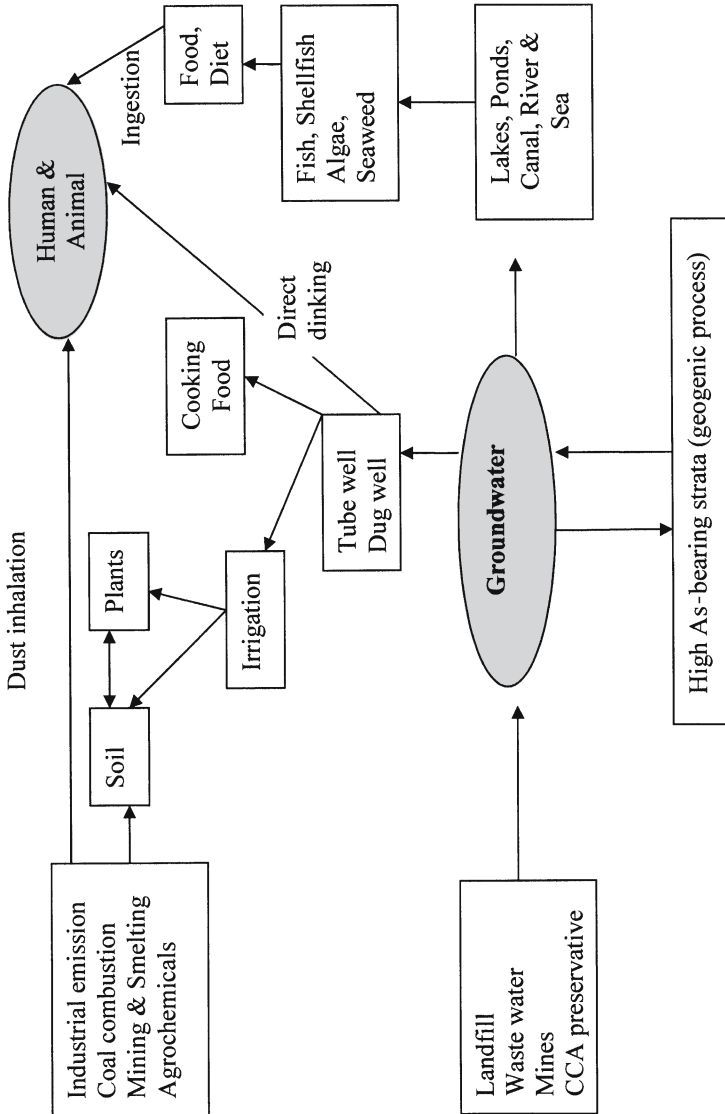 Industrial emission
Coal combustion
Mining & Smelting
Agrochemicals
Dust inhalation
Human &
Animal
Soil
Plants
Irrigation
Cooking
Food
Direct
dinking
Ingestion
Food,
Diet
Fish, Shellfish
Algae,
Seaweed
Tube well
Dug well
Landfill
Waste water
Mines
CCA preservative
Groundwater
Lakes, Ponds,
Canal, River &
Sea
High As-bearing strata (geogenic process)